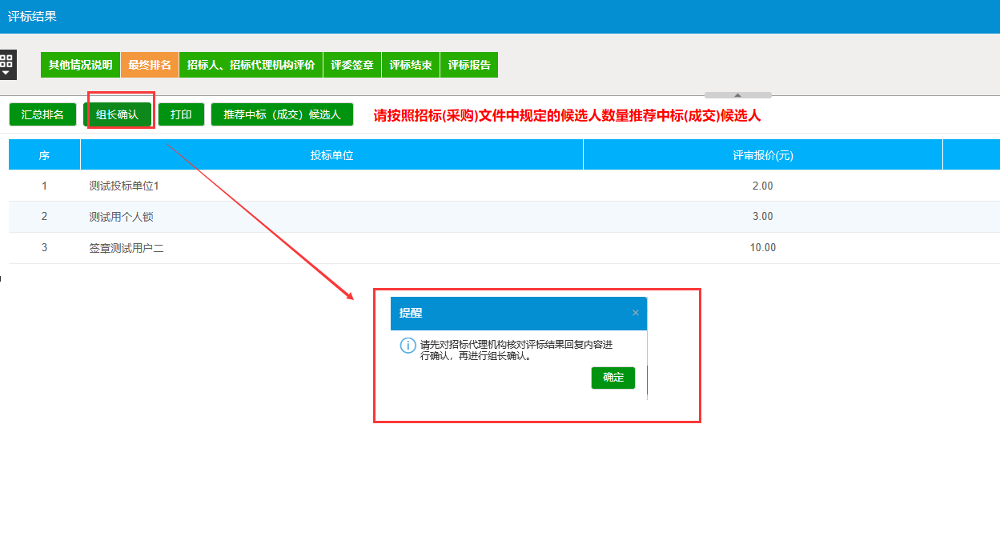 评标结果
其他情况说明 最终排名 招标人、招标代理机构评价 评委签章 评标结束 评标报告
汇总排名 组长确认 打印 推荐中标（成交）候选人 请按照招标(采购)文件中规定的候选人数量推荐中标(成交)候选人
序 投标单位 评审报价(元)
1 测试投标单位1 2.00
2 测试用个人锁 3.00
3 签章测试用户二 10.00
提醒 ×
请先对招标代理机构核对评标结果回复内容进
行确认，再进行组长确认。
确定